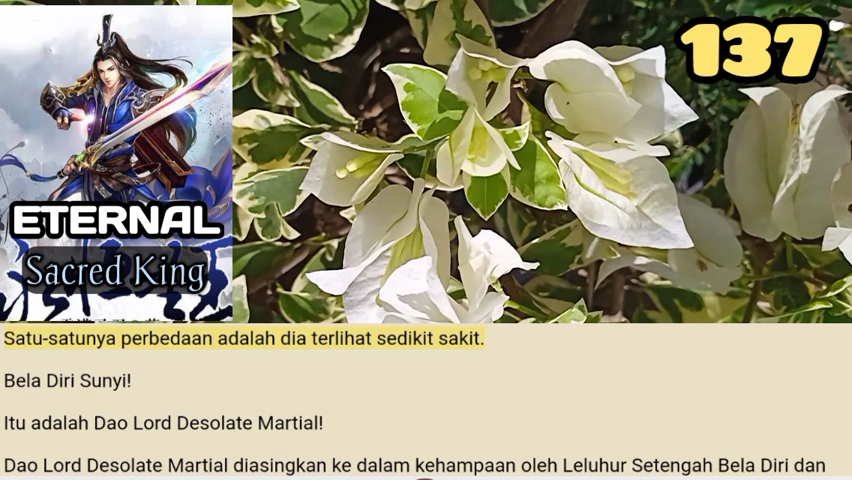 137
ETERNAL
Sacred King
Satu-satunya perbedaan adalah dia terlihat sedikit sakit.
Bela Diri Sunyi!
Itu adalah Dao Lord Desolate Martial!
Dao Lord Desolate Martial diasingkan ke dalam kehampaan oleh Leluhur Setengah Bela Diri dan